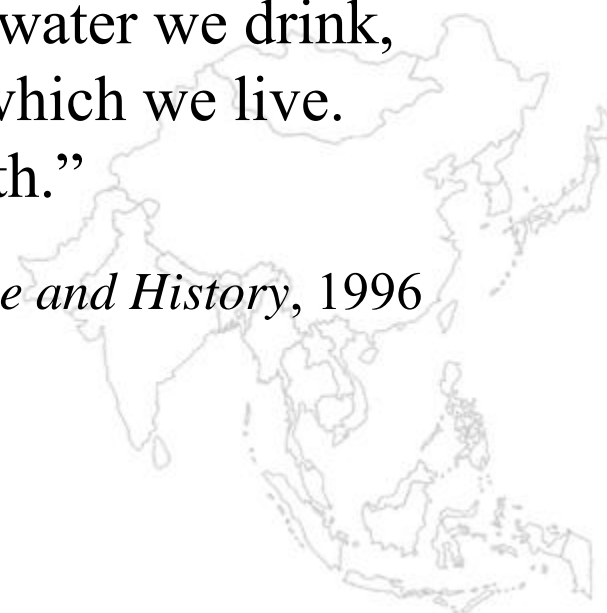 water we drink,
which we live.
th.”
e and History, 1996